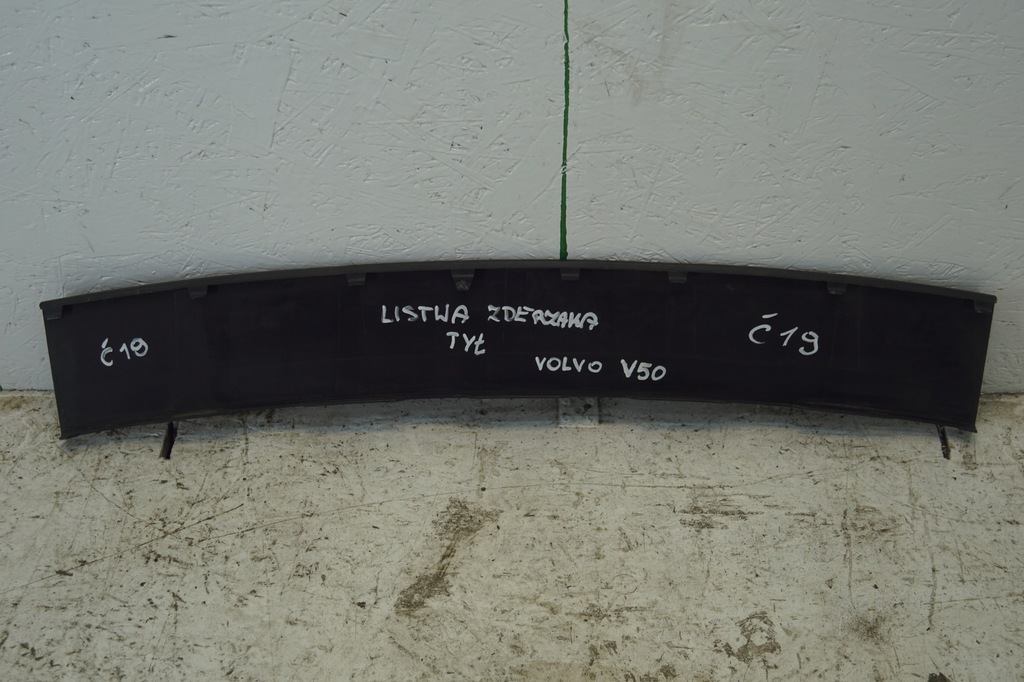 LISTWA ZDERZAKA
TYŁ
VOLVO V50
Ć19
Ć19